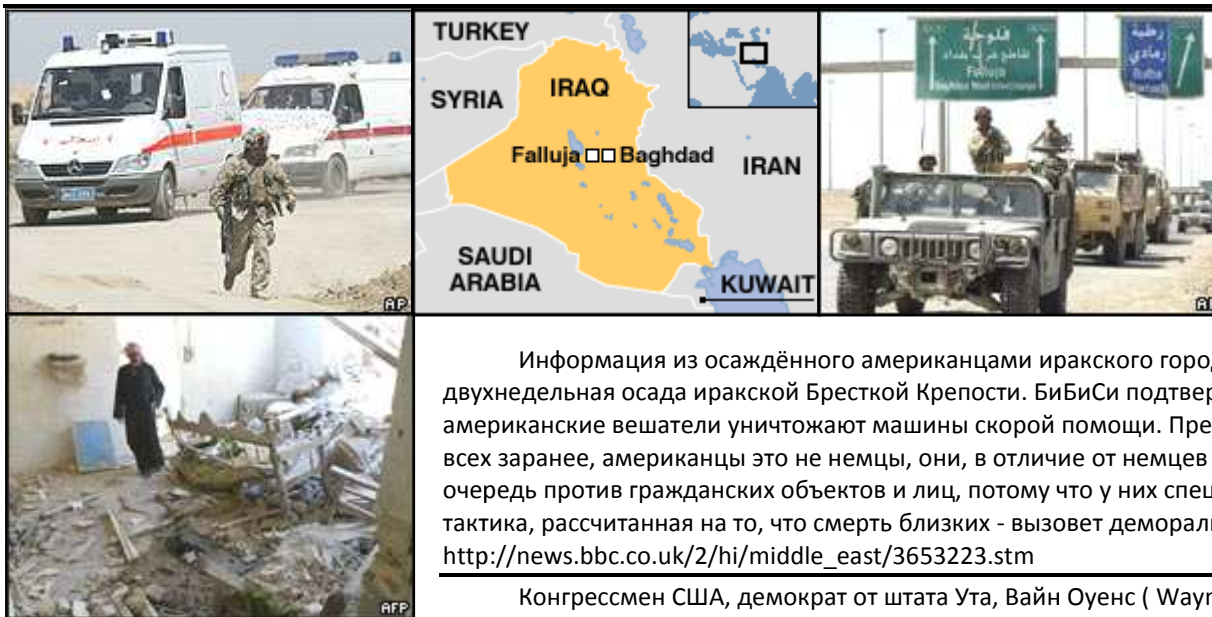 TURKEY
SYRIA
IRAQ
Falluja
Baghdad
IRAN
SAUDI
ARABIA
KUWAIT
فلوجة
Falluja
رمادي
AP
AFP
Информация из осаждённого американцами иракского город
двухнедельная осада иракской Бресткой Крепости. БиБиСи подтвер
американские вешатели уничтожают машины скорой помощи. Пре
всех заранее, американцы это не немцы, они, в отличие от немцев
очередь против гражданских объектов и лиц, потому что у них спец
тактика, рассчитанная на то, что смерть близких - вызовет деморали
http://news.bbc.co.uk/2/hi/middle_east/3653223.stm
Конгрессмен США, демократ от штата Ута, Вайн Оуенс ( Wayn